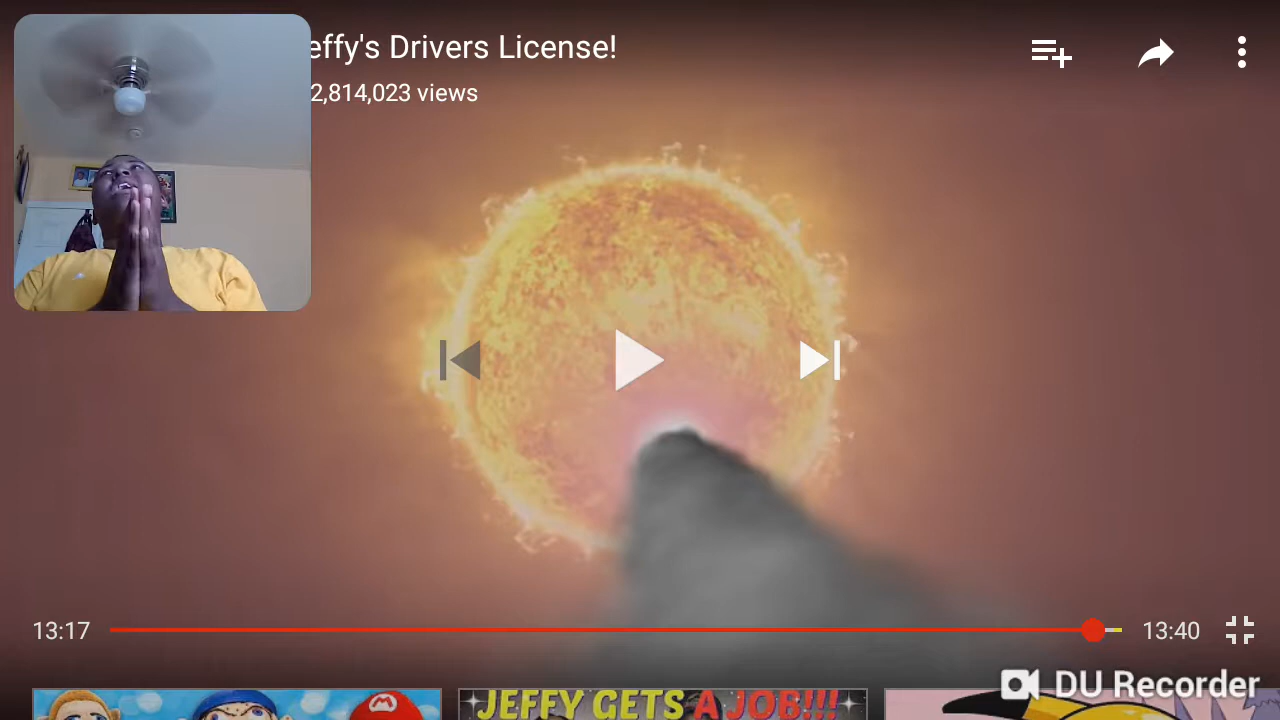 effy's Drivers License!
2,814,023 views
13:17
13:40
JEFFY GETS A JOB!!!
DU Recorder